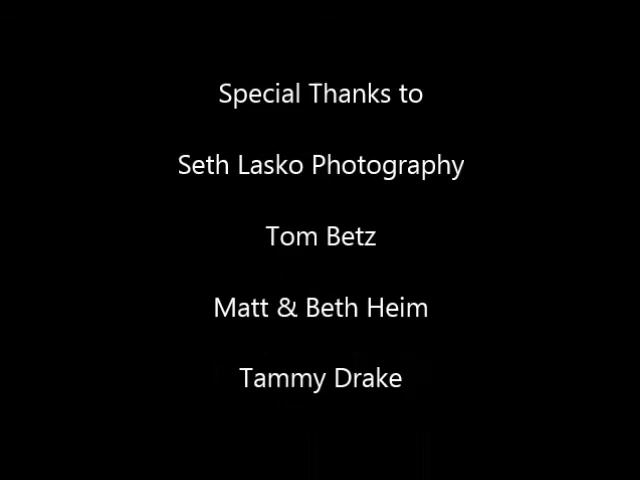 Special Thanks to
Seth Lasko Photography
Tom Betz
Matt & Beth Heim
Tammy Drake